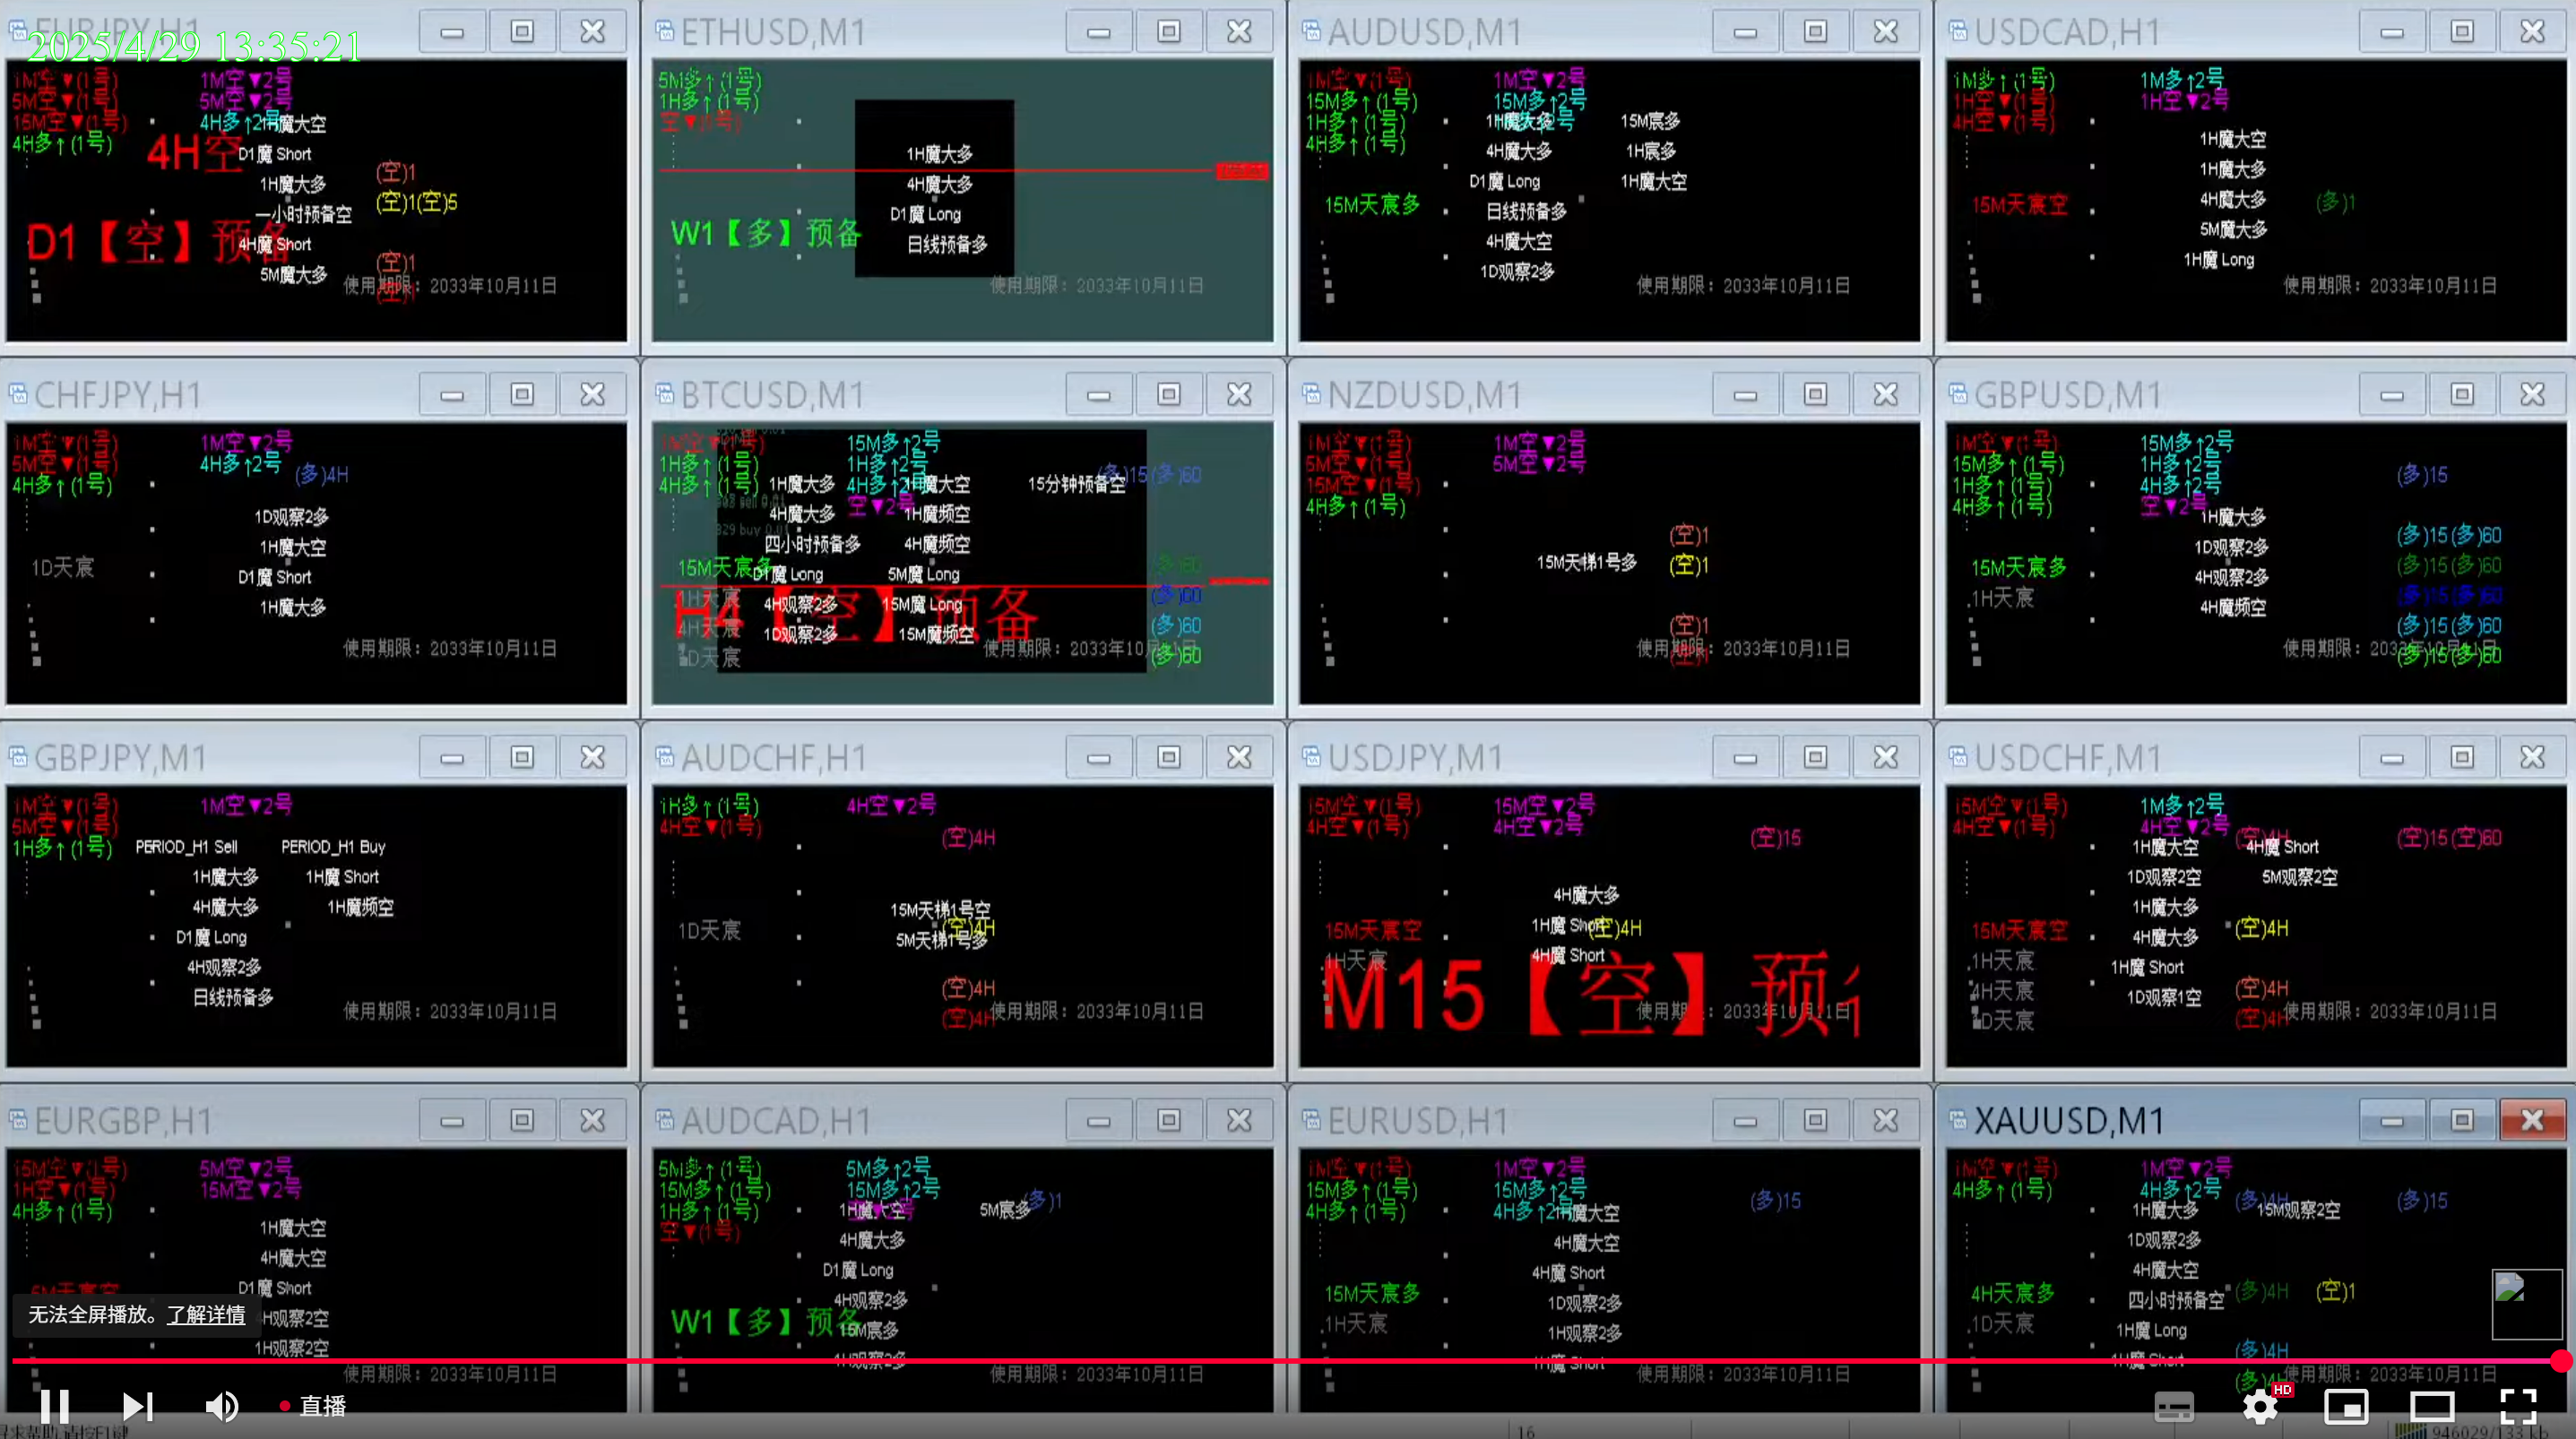 2025/4/29 13:35:21
EURJPY,H1
1M空▼(1号) 1M空▼2号
5M空▼(1号) 5M空▼2号
15M空▼(1号) 4H多↑2号 1H魔大空
4H多↑(1号)
4H空 D1魔 Short
(空)1
1H魔大多
(空)1(空)5
一小时预备空
D1【空】预备
4H魔 Short
(空)1
5M魔大多
使用期限：2033年10月11日
ETHUSD,M1
5M多↑(1号)
1H多↑(1号)
空▼(1号)
1H魔大多
4H魔大多
D1魔 Long
W1【多】预备
日线预备多
使用期限：2033年10月11日
AUDUSD,M1
1M空▼(1号) 1M空▼2号
15M多↑(1号) 15M多↑2号
1H多↑(1号) 1H魔大多 15M宸多
4H多↑(1号) 4H魔大多 1H宸多
D1魔 Long 1H魔大空
15M天宸多 日线预备多
4H魔大空
1D观察2多
使用期限：2033年10月11日
USDCAD,H1
1M多↑(1号) 1M多↑2号
1H空▼(1号) 1H空▼2号
4H空▼(1号)
1H魔大空
1H魔大多
15M天宸空 4H魔大多 (多)1
5M魔大多
1H魔 Long
使用期限：2033年10月11日
CHFJPY,H1
1M空▼(1号) 1M空▼2号
5M空▼(1号) 4H多↑2号 (多)4H
4H多↑(1号)
1D观察2多
1H魔大空
1D天宸
D1魔 Short
1H魔大多
使用期限：2033年10月11日
BTCUSD,M1
1M空▼(1号) 15M多↑2号
1H多↑(1号) 1H多↑2号
4H多↑(1号) 1H魔大多 4H多↑2号 1H魔大空 15分钟预备空 (多)15(多)60
空▼2号
4H魔大多 1H魔频空
四小时预备多 4H魔频空
15M天宸多 D1魔 Long 5M魔 Long (多)60
1H天宸 4H观察2多 15M魔 Long (多)60
H4【空】预备
4H天宸 1D观察2多 15M魔频空 (多)60
1D天宸 (多)60
使用期限：2033年10月11日
NZDUSD,M1
1M空▼(1号) 1M空▼2号
5M空▼(1号) 5M空▼2号
15M空▼(1号)
4H多↑(1号)
(空)1
15M天梯1号多 (空)1
(空)1
使用期限：2033年10月11日
GBPUSD,M1
1M空▼(1号) 15M多↑2号
15M多↑(1号) 1H多↑2号 (多)15
1H多↑(1号) 4H多↑2号
4H多↑(1号) 空▼2号 1H魔大多
1D观察2多 (多)15(多)60
15M天宸多 4H观察2多 (多)15(多)60
1H天宸 4H魔频空 (多)15(多)60
(多)15(多)60
使用期限：2033年10月11日
(多)15(多)60
GBPJPY,M1
1M空▼(1号) 1M空▼2号
5M空▼(1号)
1H多↑(1号) PERIOD_H1 Sell PERIOD_H1 Buy
1H魔大多 1H魔 Short
4H魔大多 1H魔频空
D1魔 Long
4H观察2多
日线预备多
使用期限：2033年10月11日
AUDCHF,H1
1H多↑(1号) 4H空▼2号
4H空▼(1号)
(空)4H
15M天梯1号空
1D天宸 (空)4H
5M天梯1号多
(空)4H
(空)4H
使用期限：2033年10月11日
USDJPY,M1
15M空▼(1号) 15M空▼2号
4H空▼(1号) 4H空▼2号
(空)15
4H魔大多
15M天宸空 1H魔 Short (空)4H
1H天宸 4H魔 Short
M15【空】预
使用期限：2033年10月11日
USDCHF,M1
15M空▼(1号) 1M多↑2号
4H空▼(1号) 4H空▼2号 (空)4H (空)15(空)60
1H魔大空 4H魔 Short
1D观察2空 5M观察2空
1H魔大多
15M天宸空 4H魔大多 (空)4H
1H天宸 1H魔 Short
4H天宸 1D观察1空 (空)4H
1D天宸 (空)4H
使用期限：2033年10月11日
EURGBP,H1
15M空▼(1号) 5M空▼2号
1H空▼(1号) 15M空▼2号
4H多↑(1号)
1H魔大空
4H魔大空
D1魔 Short
4H观察2空
1H观察2空
使用期限：2033年10月11日
AUDCAD,H1
5M多↑(1号) 5M多↑2号
15M多↑(1号) 15M多↑2号
1H多↑(1号) 1H魔大空 5M宸多 (多)1
空▼(1号) 4H魔大多
D1魔 Long
4H观察2多
W1【多】预备
15M宸多
1H观察2多
使用期限：2033年10月11日
EURUSD,H1
1M空▼(1号) 1M空▼2号
15M多↑(1号) 15M多↑2号 (多)15
4H多↑(1号) 4H多↑2号 1H魔大空
4H魔大空
4H魔 Short
15M天宸多 1D观察2多
1H天宸 1H观察2多
1H魔 Short
使用期限：2033年10月11日
XAUUSD,M1
1M空▼(1号) 1M空▼2号
4H多↑(1号) 4H多↑2号 (多)4H (多)15
1H魔大多 15M观察2空
1D观察2多
4H魔大空
4H天宸多 四小时预备空 (多)4H (空)1
1D天宸 1H魔 Long
1H魔 Short (多)4H
(多)4H
使用期限：2033年10月11日
无法全屏播放。了解详情
直播
HD
16
946029/133 kb